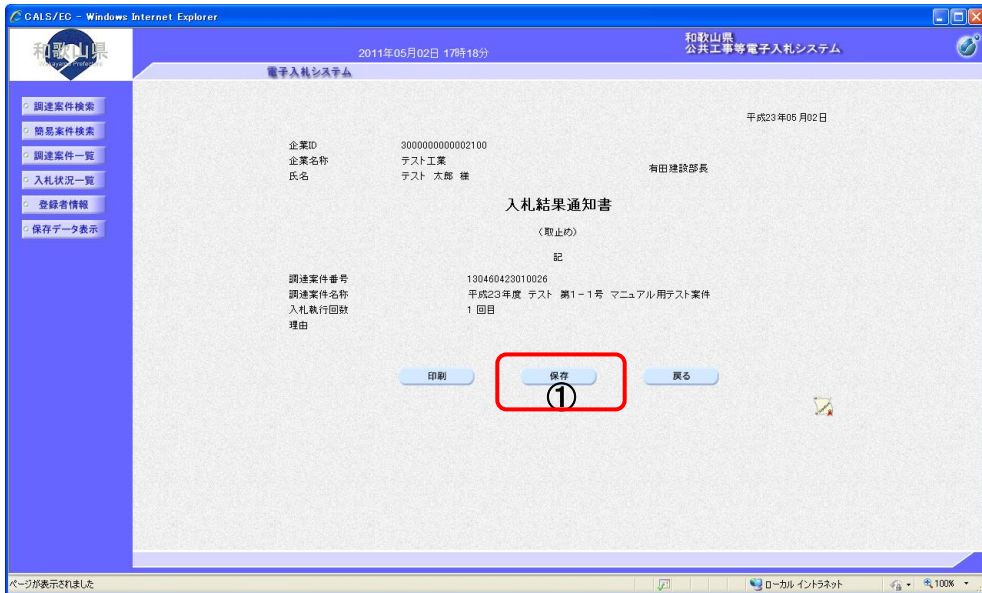 CALS/EC - Windows Internet Explorer
和歌山県
Wakayama Prefecture
2011年05月02日 17時18分
和歌山県
公共工事等電子入札システム
電子入札システム
調達案件検索
簡易案件検索
調達案件一覧
入札状況一覧
登録者情報
保存データ表示
平成23年05月02日
企業ID 3000000000002100
企業名称 テスト工業
氏名 テスト 太郎 様
有田建設部長
入札結果通知書
(取止め)
記
調達案件番号 130460423010026
調達案件名称 平成23年度 テスト 第1-1号 マニュアル用テスト案件
入札執行回数 1 回目
理由
印刷 保存 戻る
①
ページが表示されました ローカル イントラネット 100%